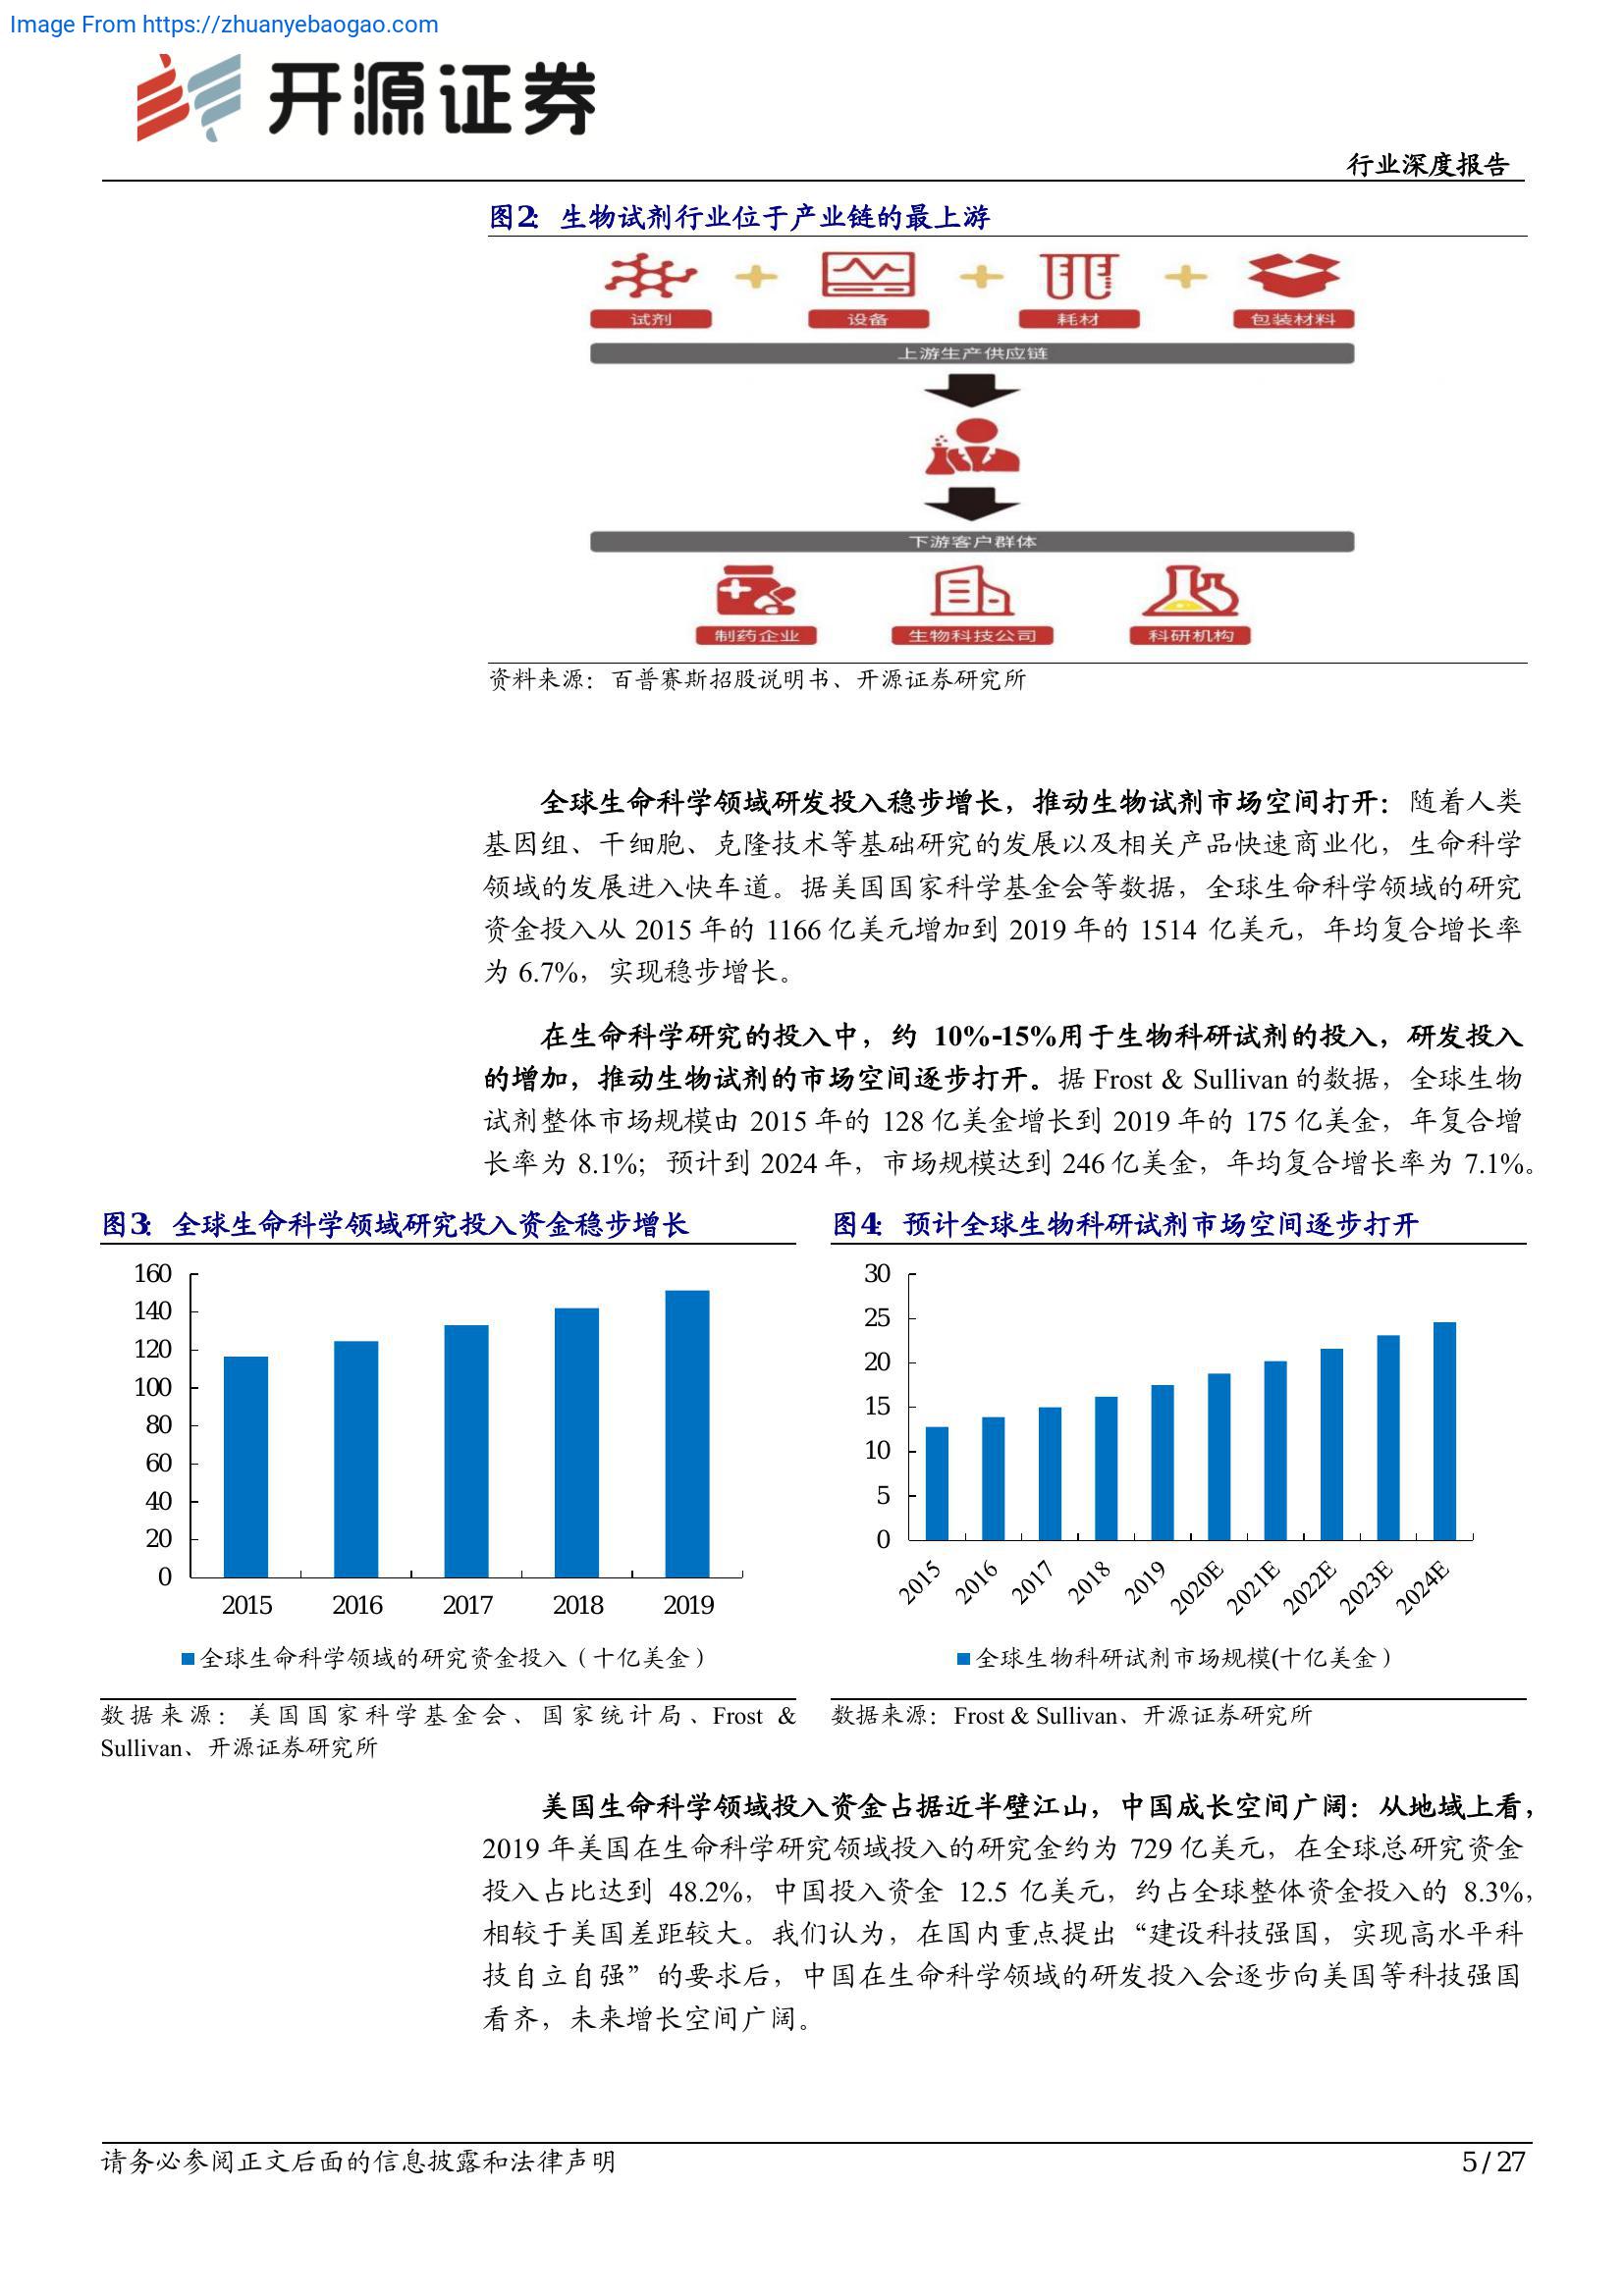 Image From https://zhuanyebaogao.com
开源证券
行业深度报告
图2：生物试剂行业位于产业链的最上游
试剂 设备 耗材 包装材料
上游生产供应链
下游客户群体
制药企业 生物科技公司 科研机构
资料来源：百普赛斯招股说明书、开源证券研究所
全球生命科学领域研发投入稳步增长，推动生物试剂市场空间打开：随着人类
基因组、干细胞、克隆技术等基础研究的发展以及相关产品快速商业化，生命科学
领域的发展进入快车道。据美国国家科学基金会等数据，全球生命科学领域的研究
资金投入从 2015 年的 1166 亿美元增加到 2019 年的 1514 亿美元，年均复合增长率
为 6.7%，实现稳步增长。
在生命科学研究的投入中，约 10%-15%用于生物科研试剂的投入，研发投入
的增加，推动生物试剂的市场空间逐步打开。据 Frost & Sullivan 的数据，全球生物
试剂整体市场规模由 2015 年的 128 亿美金增长到 2019 年的 175 亿美金，年复合增
长率为 8.1%；预计到 2024 年，市场规模达到 246 亿美金，年均复合增长率为 7.1%。
图3：全球生命科学领域研究投入资金稳步增长
160
140
120
100
80
60
40
20
0
2015 2016 2017 2018 2019
全球生命科学领域的研究资金投入（十亿美金）
数据来源：美国国家科学基金会、国家统计局、Frost &
Sullivan、开源证券研究所
图4：预计全球生物科研试剂市场空间逐步打开
30
25
20
15
10
5
0
2015 2016 2017 2018 2019 2020E 2021E 2022E 2023E 2024E
全球生物科研试剂市场规模(十亿美金）
数据来源：Frost & Sullivan、开源证券研究所
美国生命科学领域投入资金占据近半壁江山，中国成长空间广阔：从地域上看，
2019 年美国在生命科学研究领域投入的研究金约为 729 亿美元，在全球总研究资金
投入占比达到 48.2%，中国投入资金 12.5 亿美元，约占全球整体资金投入的 8.3%，
相较于美国差距较大。我们认为，在国内重点提出“建设科技强国，实现高水平科
技自立自强”的要求后，中国在生命科学领域的研发投入会逐步向美国等科技强国
看齐，未来增长空间广阔。
请务必参阅正文后面的信息披露和法律声明
5 / 27